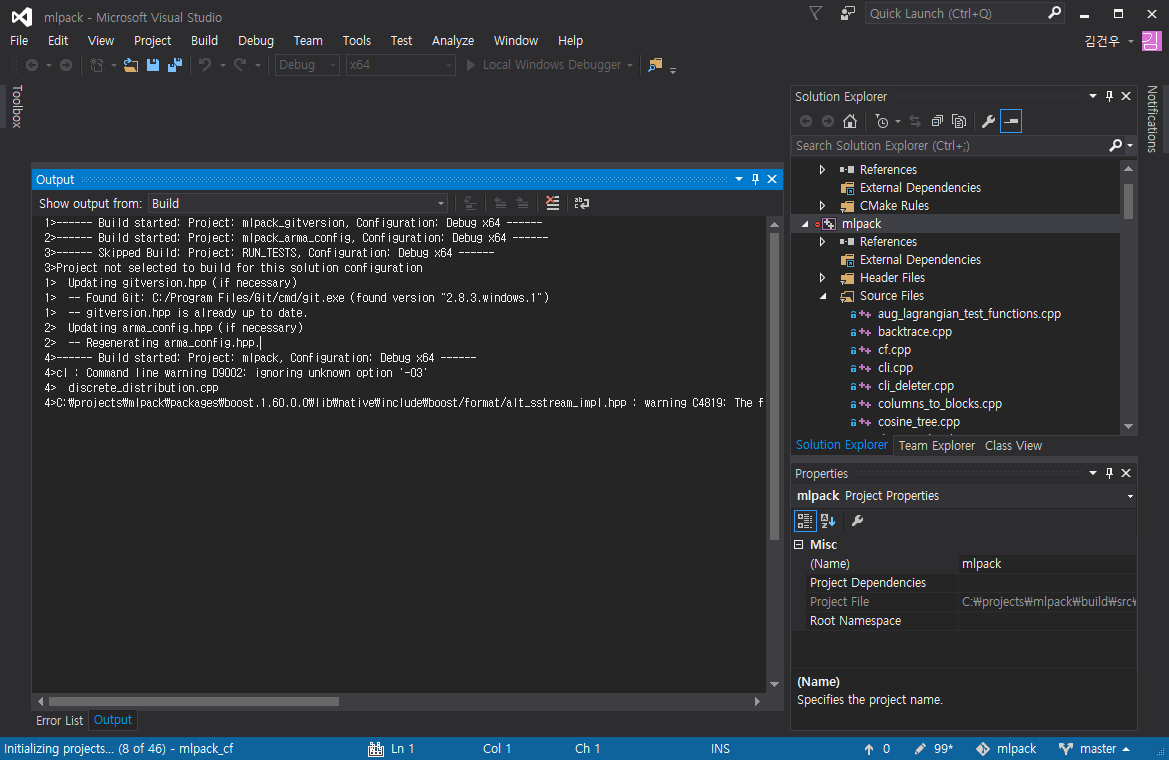 mlpack - Microsoft Visual Studio
Quick Launch (Ctrl+Q)
File Edit View Project Build Debug Team Tools Test Analyze Window Help
김건우 김
Debug x64 Local Windows Debugger
Toolbox
Notifications
Output
Show output from: Build
1>------ Build started: Project: mlpack_gitversion, Configuration: Debug x64 ------
2>------ Build started: Project: mlpack_arma_config, Configuration: Debug x64 ------
3>------ Skipped Build: Project: RUN_TESTS, Configuration: Debug x64 ------
3>Project not selected to build for this solution configuration
1>  Updating gitversion.hpp (if necessary)
1>  -- Found Git: C:/Program Files/Git/cmd/git.exe (found version "2.8.3.windows.1")
1>  -- gitversion.hpp is already up to date.
2>  Updating arma_config.hpp (if necessary)
2>  -- Regenerating arma_config.hpp.
4>------ Build started: Project: mlpack, Configuration: Debug x64 ------
4>cl : Command line warning D9002: ignoring unknown option '-O3'
4>  discrete_distribution.cpp
4>C:₩projects₩mlpack₩packages₩boost.1.60.0.0₩lib₩native₩include₩boost/format/alt_sstream_impl.hpp : warning C4819: The f
Error List Output
Solution Explorer
Search Solution Explorer (Ctrl+;)
References
External Dependencies
CMake Rules
mlpack
References
External Dependencies
Header Files
Source Files
aug_lagrangian_test_functions.cpp
backtrace.cpp
cf.cpp
cli.cpp
cli_deleter.cpp
columns_to_blocks.cpp
cosine_tree.cpp
Solution Explorer Team Explorer Class View
Properties
mlpack Project Properties
Misc
(Name) mlpack
Project Dependencies
Project File C:₩projects₩mlpack₩build₩src₩
Root Namespace
(Name)
Specifies the project name.
Initializing projects... (8 of 46) - mlpack_cf Ln 1 Col 1 Ch 1 INS 0 99* mlpack master